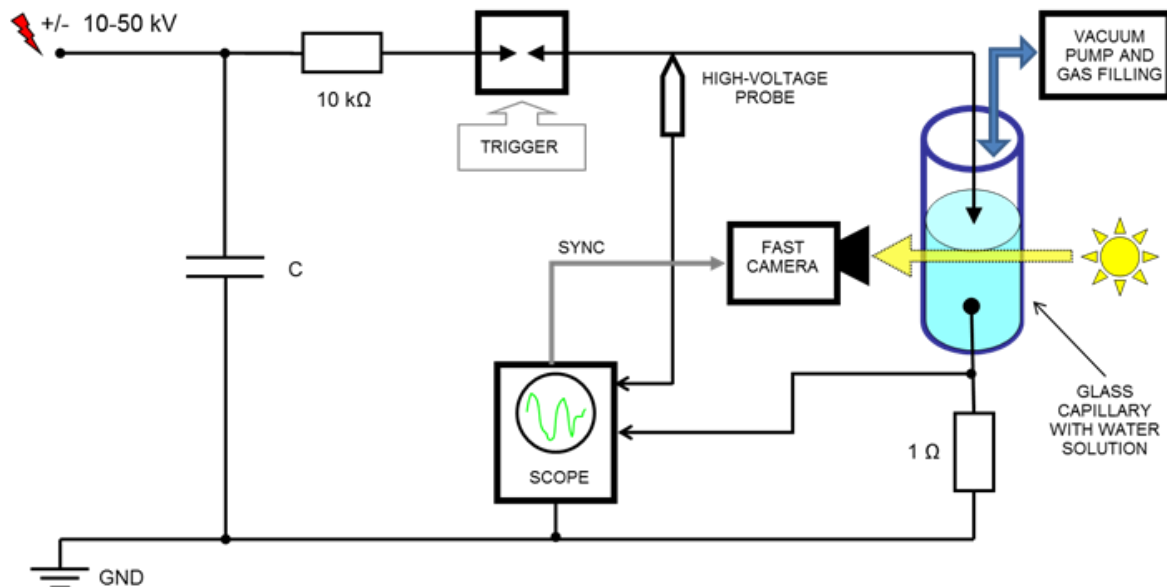 +/- 10-50 kV
10 kΩ
TRIGGER
HIGH-VOLTAGE
PROBE
VACUUM
PUMP AND
GAS FILLING
C
SYNC
FAST
CAMERA
SCOPE
1 Ω
GLASS
CAPILLARY
WITH WATER
SOLUTION
GND